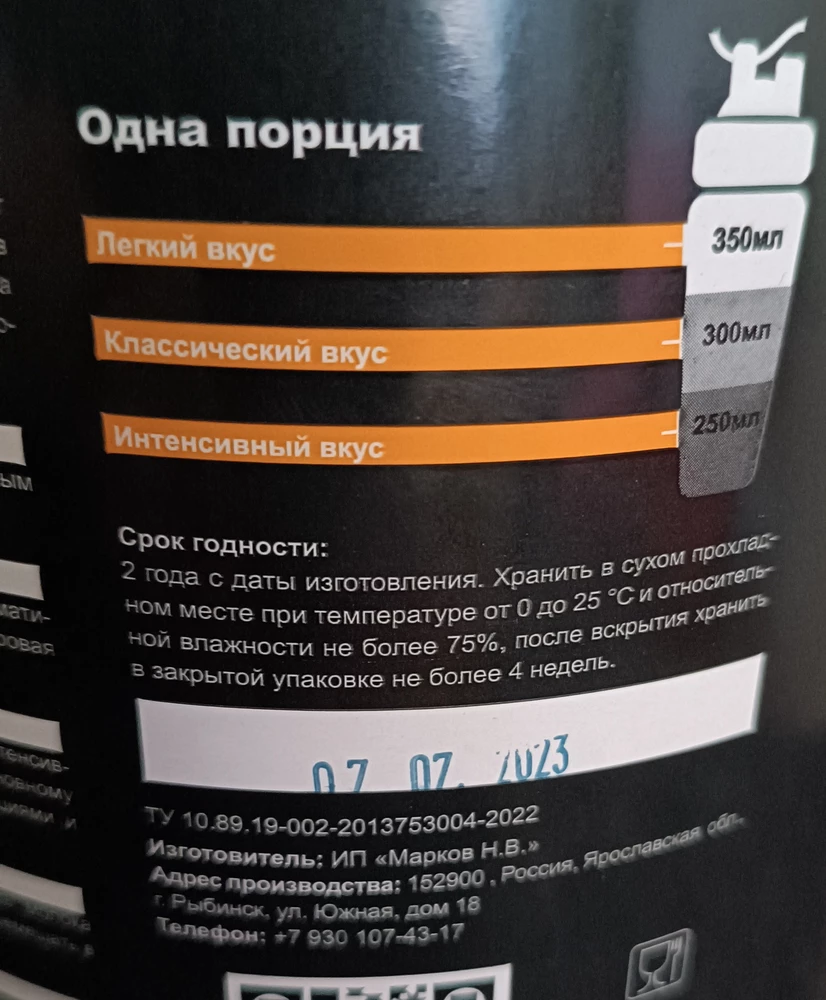 Одна порция
Легкий вкус
350мл
Классический вкус
300мл
Интенсивный вкус
250мл
Срок годности:
2 года с даты изготовления. Хранить в сухом прохлад-
ном месте при температуре от 0 до 25 °С и относитель-
ной влажности не более 75%, после вскрытия хранить
в закрытой упаковке не более 4 недель.
07 07. 2023
ТУ 10.89.19-002-2013753004-2022
Изготовитель: ИП «Марков Н.В.»
Адрес производства: 152900 , Россия, Ярославская обл.,
г. Рыбинск, ул. Южная, дом 18
Телефон: +7 930 107-43-17